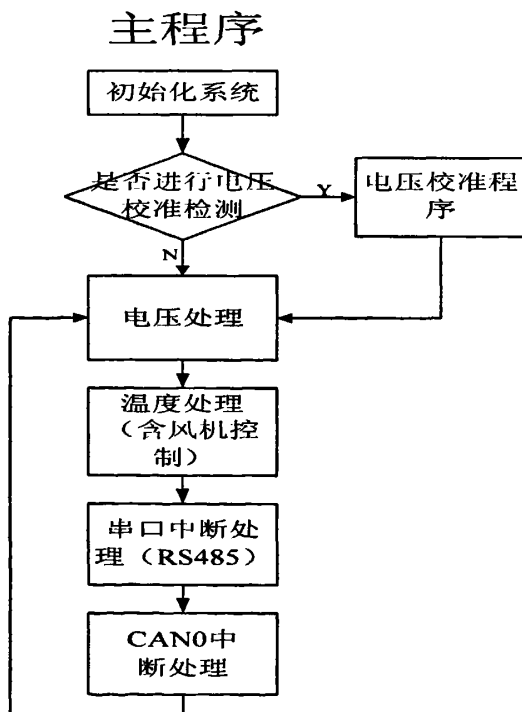 主程序
初始化系统
是否进行电压
校准检测
Y
电压校准程
序
N
电压处理
温度处理
（含风机控
制）
串口中断处
理（RS485）
CAN0中
断处理